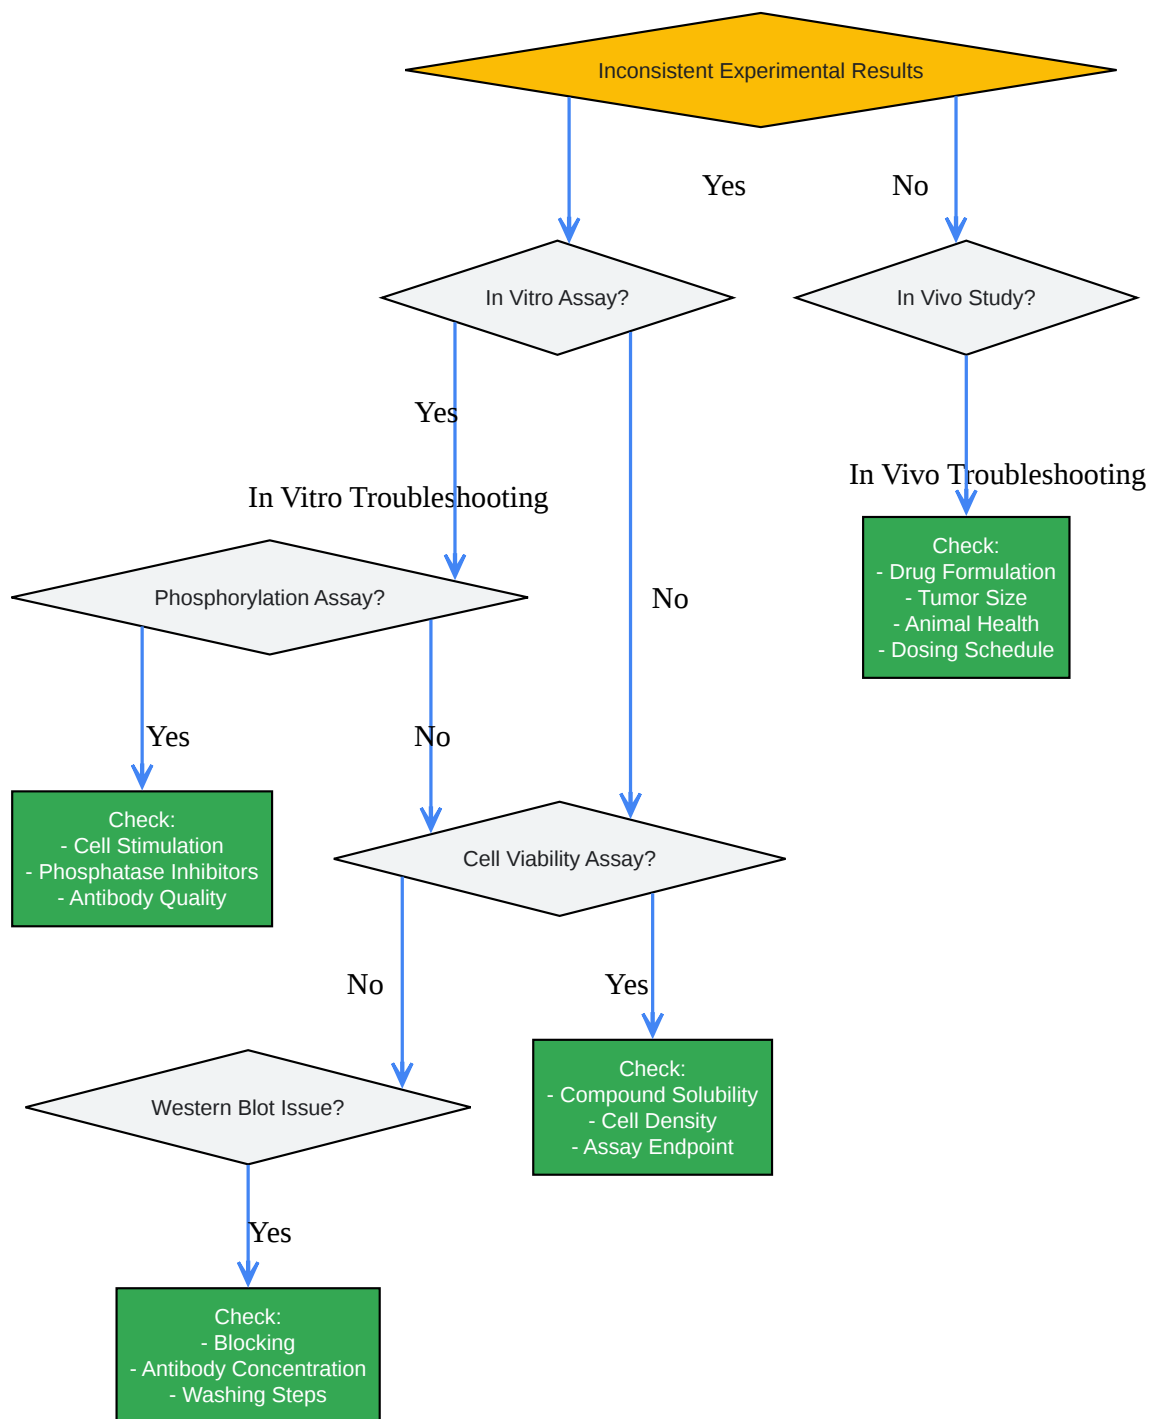 Inconsistent Experimental Results
Yes
No
In Vitro Assay?
In Vivo Study?
Yes
In Vivo Troubleshooting
In Vitro Troubleshooting
Check:
- Drug Formulation
- Tumor Size
- Animal Health
- Dosing Schedule
Phosphorylation Assay?
No
Yes
No
Check:
- Cell Stimulation
- Phosphatase Inhibitors
- Antibody Quality
Cell Viability Assay?
No
Yes
Check:
- Compound Solubility
- Cell Density
- Assay Endpoint
Western Blot Issue?
Yes
Check:
- Blocking
- Antibody Concentration
- Washing Steps